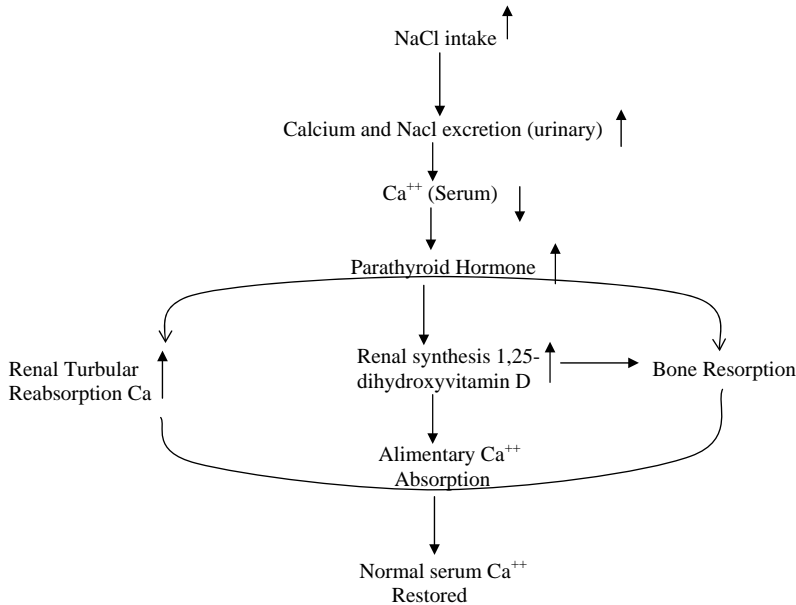 NaCl intake
Calcium and Nacl excretion (urinary)
Ca⁺⁺ (Serum)
Parathyroid Hormone
Renal Turbular
Reabsorption Ca
Renal synthesis 1,25-
dihydroxyvitamin D
Bone Resorption
Alimentary Ca⁺⁺
Absorption
Normal serum Ca⁺⁺
Restored